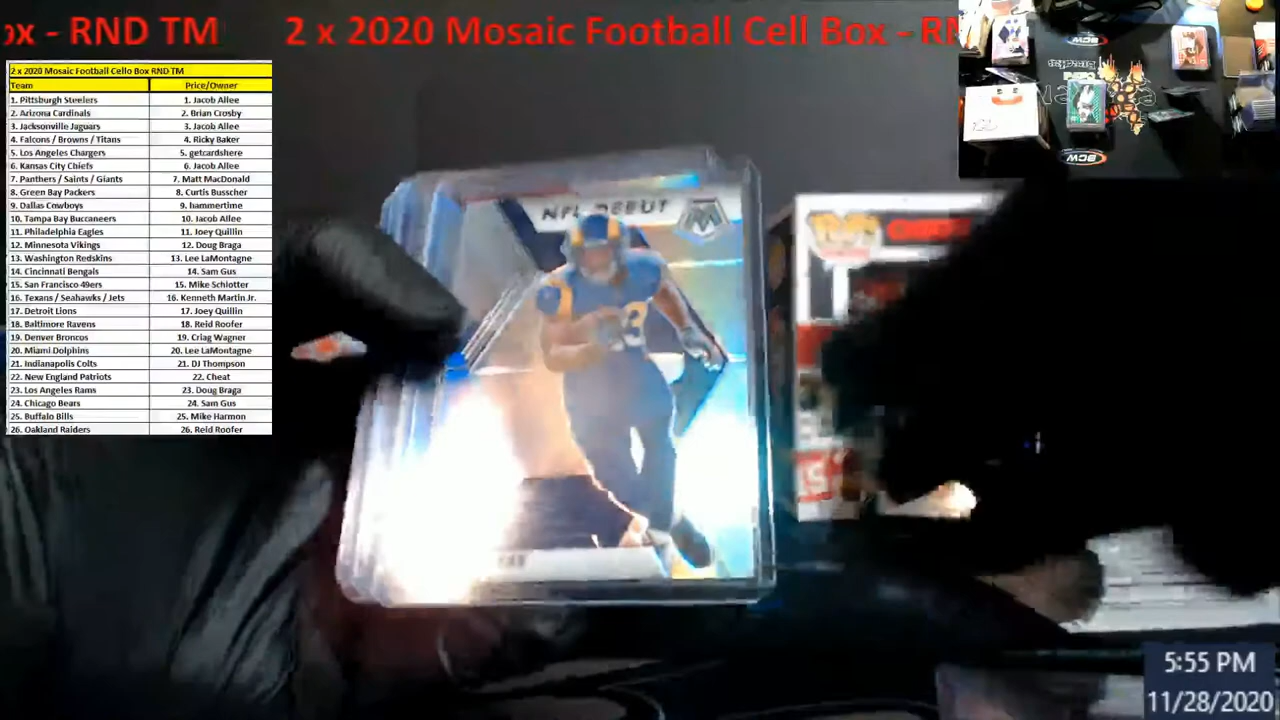 ox - RND TM 2 x 2020 Mosaic Football Cell Box - RN
2 x 2020 Mosaic Football Cello Box RND TM
Team Price/Owner
1. Pittsburgh Steelers 1. Jacob Allee
2. Arizona Cardinals 2. Brian Crosby
3. Jacksonville Jaguars 3. Jacob Allee
4. Falcons / Browns / Titans 4. Ricky Baker
5. Los Angeles Chargers 5. getcardshere
6. Kansas City Chiefs 6. Jacob Allee
7. Panthers / Saints / Giants 7. Matt MacDonald
8. Green Bay Packers 8. Curtis Busscher
9. Dallas Cowboys 9. hammertime
10. Tampa Bay Buccaneers 10. Jacob Allee
11. Philadelphia Eagles 11. Joey Quillin
12. Minnesota Vikings 12. Doug Braga
13. Washington Redskins 13. Lee LaMontagne
14. Cincinnati Bengals 14. Sam Gus
15. San Francisco 49ers 15. Mike Schlotter
16. Texans / Seahawks / Jets 16. Kenneth Martin Jr.
17. Detroit Lions 17. Joey Quillin
18. Baltimore Ravens 18. Reid Roofer
19. Denver Broncos 19. Criag Wagner
20. Miami Dolphins 20. Lee LaMontagne
21. Indianapolis Colts 21. DJ Thompson
22. New England Patriots 22. Cheat
23. Los Angeles Rams 23. Doug Braga
24. Chicago Bears 24. Sam Gus
25. Buffalo Bills 25. Mike Harmon
26. Oakland Raiders 26. Reid Roofer
NFL DEBUT
BCW
BCW
5:55 PM
11/28/2020